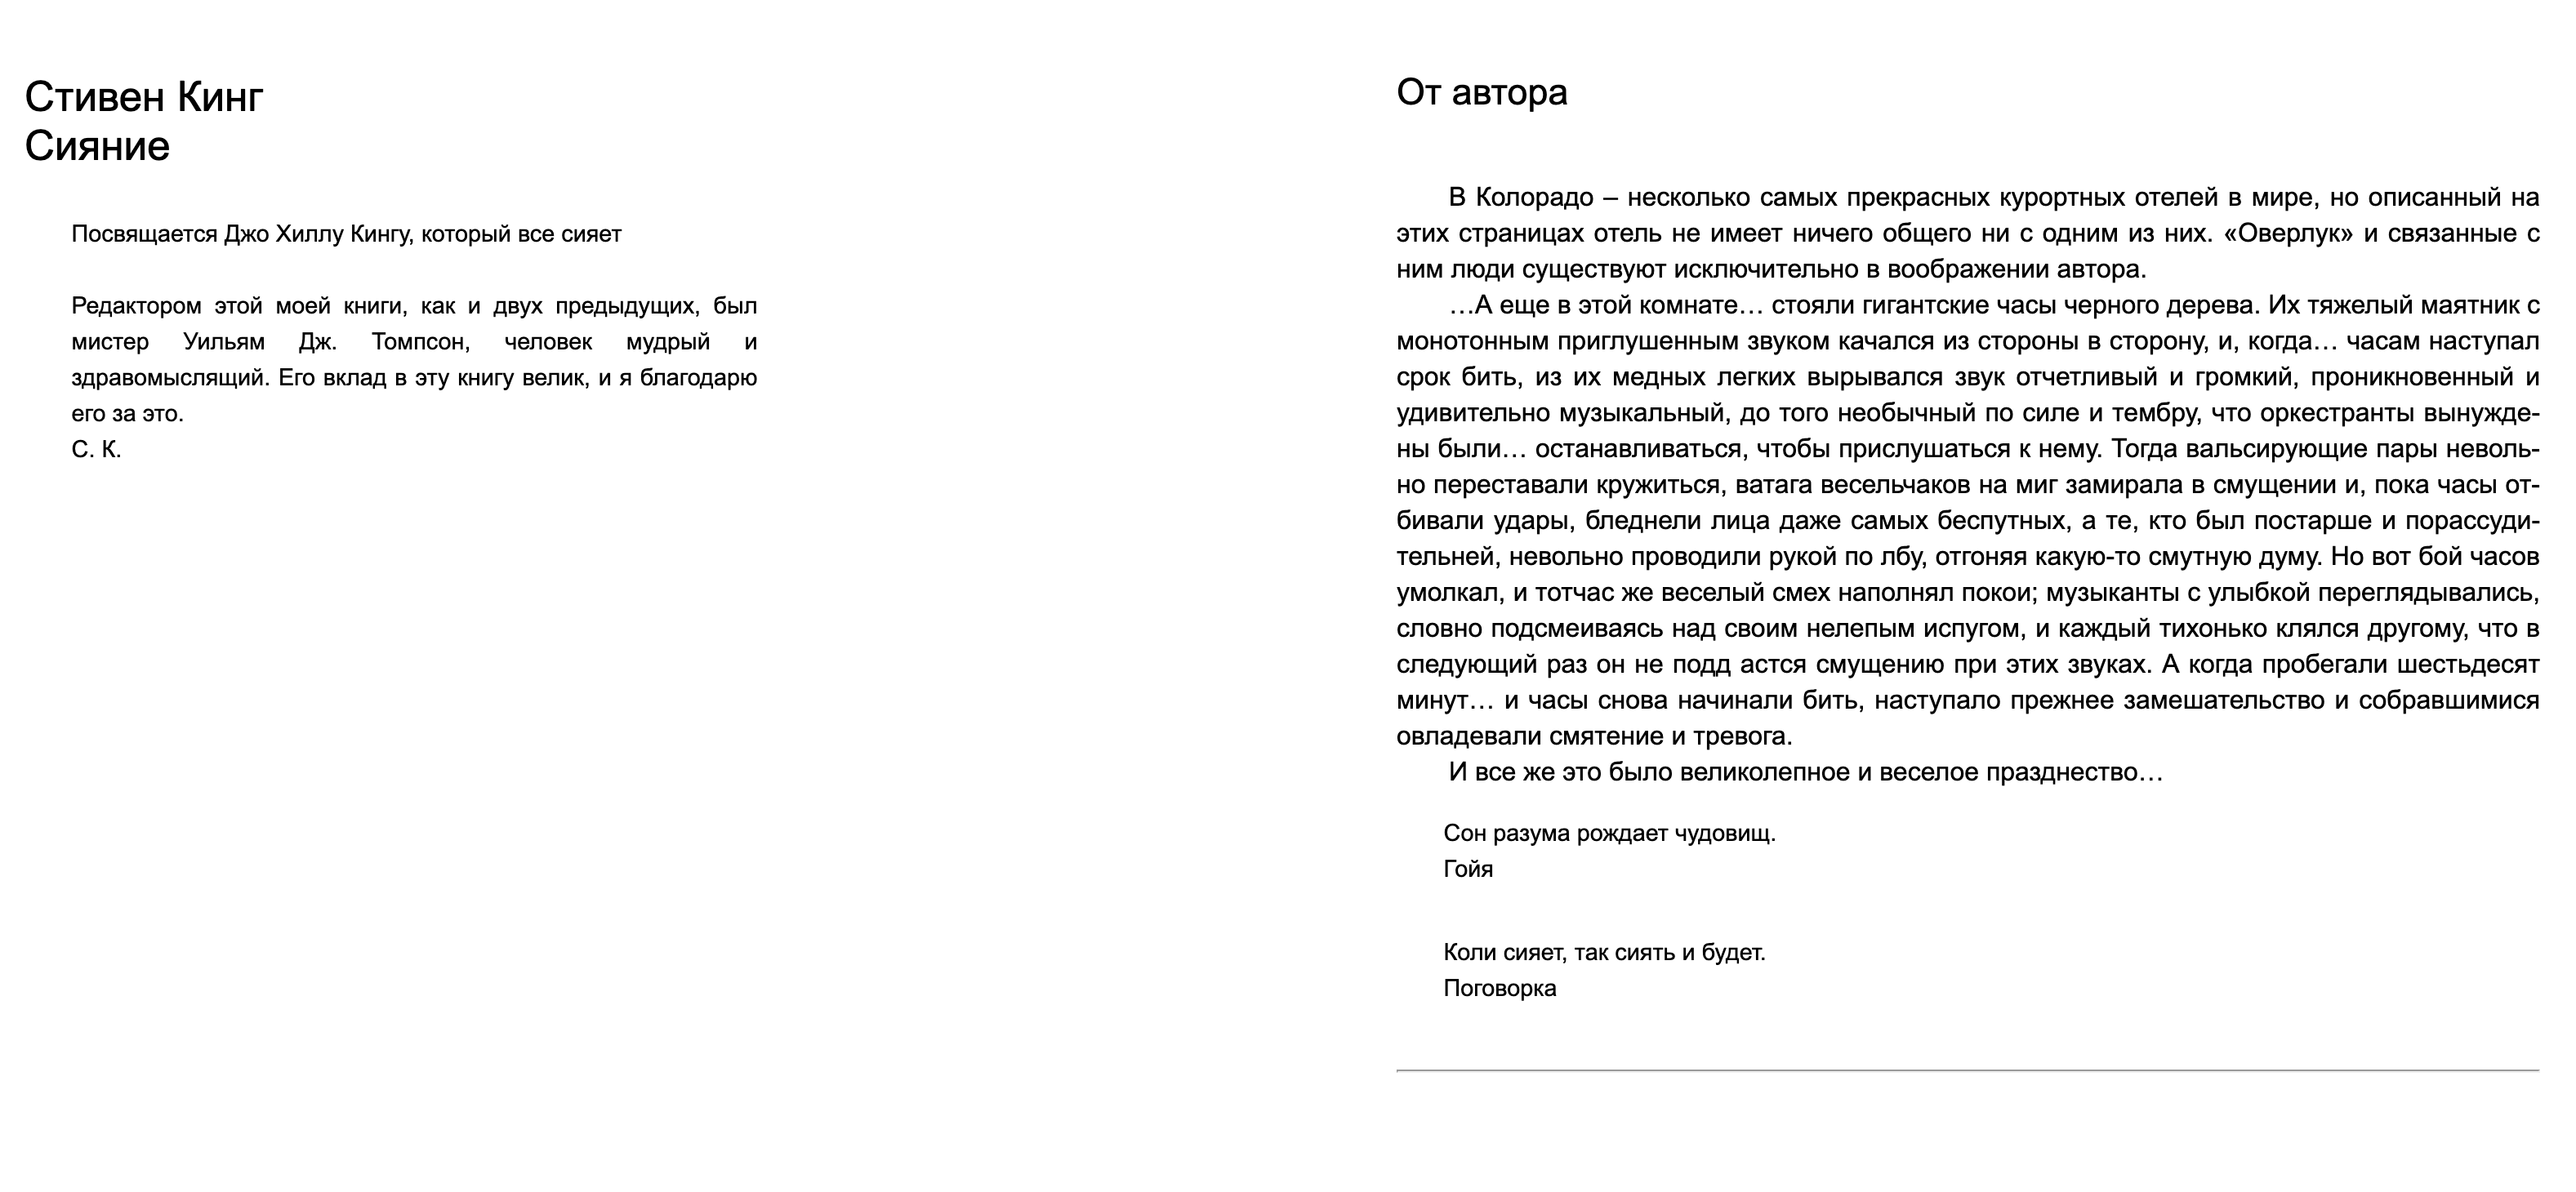 Стивен Кинг
Сияние
Посвящается Джо Хиллу Кингу, который все сияет
Редактором этой моей книги, как и двух предыдущих, был
мистер Уильям Дж. Томпсон, человек мудрый и
здравомыслящий. Его вклад в эту книгу велик, и я благодарю
его за это.
С. К.
От автора
В Колорадо – несколько самых прекрасных курортных отелей в мире, но описанный на
этих страницах отель не имеет ничего общего ни с одним из них. «Оверлук» и связанные с
ним люди существуют исключительно в воображении автора.
…А еще в этой комнате… стояли гигантские часы черного дерева. Их тяжелый маятник с
монотонным приглушенным звуком качался из стороны в сторону, и, когда… часам наступал
срок бить, из их медных легких вырывался звук отчетливый и громкий, проникновенный и
удивительно музыкальный, до того необычный по силе и тембру, что оркестранты вынужде-
ны были… останавливаться, чтобы прислушаться к нему. Тогда вальсирующие пары неволь-
но переставали кружиться, ватага весельчаков на миг замирала в смущении и, пока часы от-
бивали удары, бледнели лица даже самых беспутных, а те, кто был постарше и порассуди-
тельней, невольно проводили рукой по лбу, отгоняя какую-то смутную думу. Но вот бой часов
умолкал, и тотчас же веселый смех наполнял покои; музыканты с улыбкой переглядывались,
словно подсмеиваясь над своим нелепым испугом, и каждый тихонько клялся другому, что в
следующий раз он не подд астся смущению при этих звуках. А когда пробегали шестьдесят
минут… и часы снова начинали бить, наступало прежнее замешательство и собравшимися
овладевали смятение и тревога.
И все же это было великолепное и веселое празднество…
Сон разума рождает чудовищ.
Гойя
Коли сияет, так сиять и будет.
Поговорка